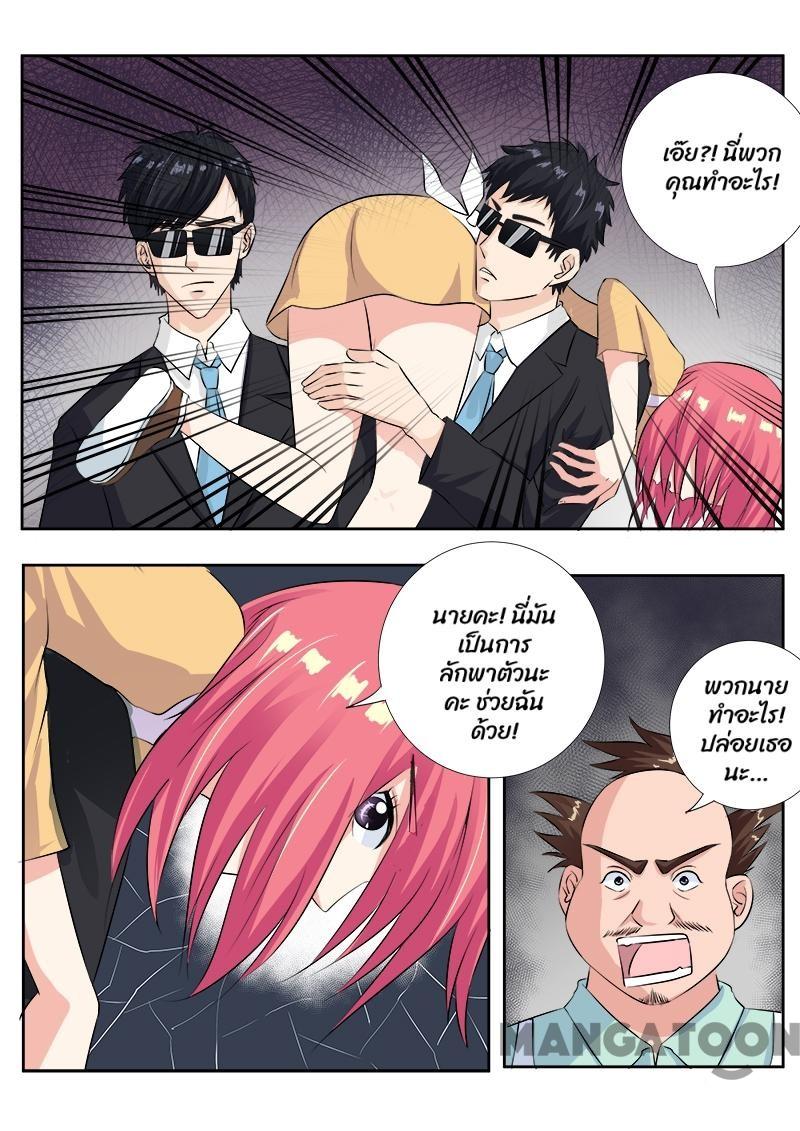 เอ๊ย?! นี่พวก
คุณทำอะไร!
นายคะ! นี่มัน
เป็นการ
ลักพาตัวนะ
คะ ช่วยฉัน
ด้วย!
พวกนาย
ทำอะไร!
ปล่อยเธอ
นะ...
MANGATOON